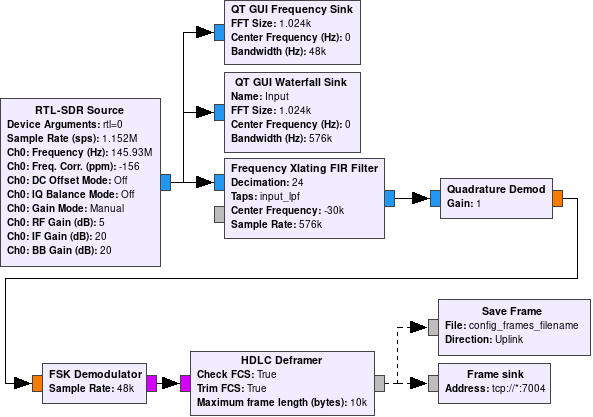 QT GUI Frequency Sink
FFT Size: 1.024k
Center Frequency (Hz): 0
Bandwidth (Hz): 48k
QT GUI Waterfall Sink
Name: Input
FFT Size: 1.024k
Center Frequency (Hz): 0
Bandwidth (Hz): 576k
RTL-SDR Source
Device Arguments: rtl=0
Sample Rate (sps): 1.152M
Ch0: Frequency (Hz): 145.93M
Ch0: Freq. Corr. (ppm): -156
Ch0: DC Offset Mode: Off
Ch0: IQ Balance Mode: Off
Ch0: Gain Mode: Manual
Ch0: RF Gain (dB): 5
Ch0: IF Gain (dB): 20
Ch0: BB Gain (dB): 20
Frequency Xlating FIR Filter
Decimation: 24
Taps: input_lpf
Center Frequency: -30k
Sample Rate: 576k
Quadrature Demod
Gain: 1
FSK Demodulator
Sample Rate: 48k
HDLC Deframer
Check FCS: True
Trim FCS: True
Maximum frame length (bytes): 10k
Save Frame
File: config_frames_filename
Direction: Uplink
Frame sink
Address: tcp://*:7004